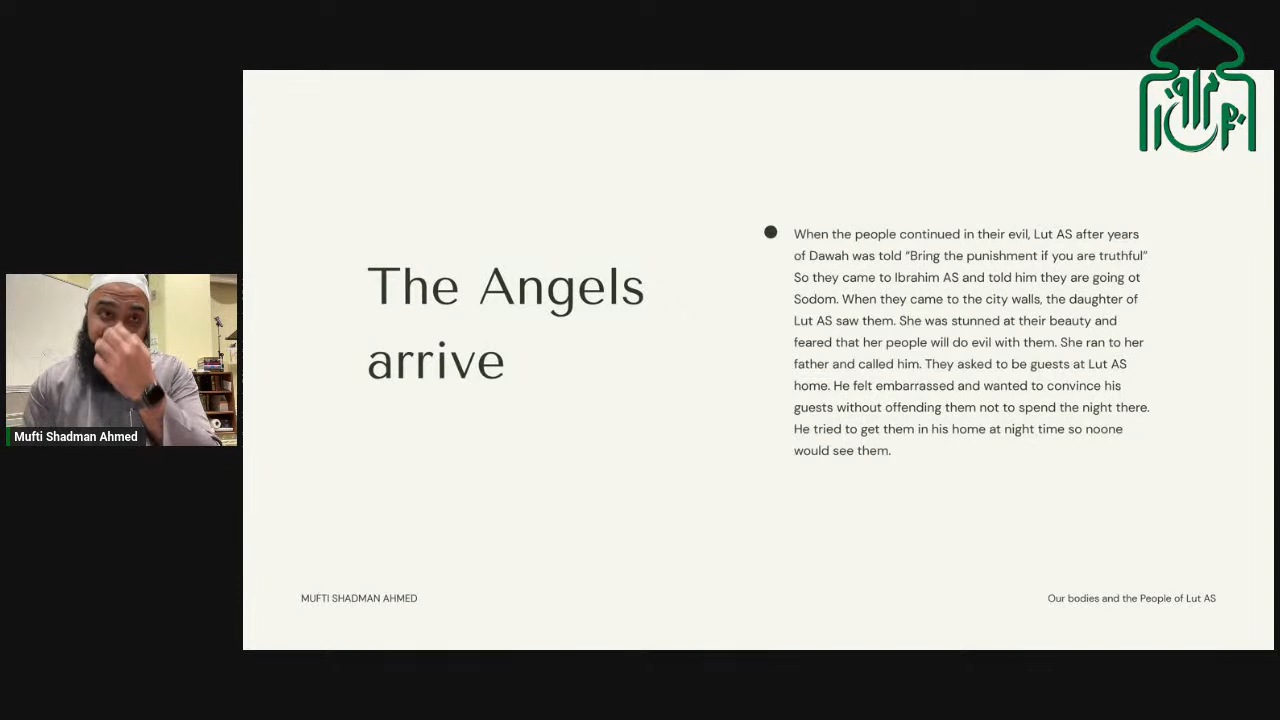 The Angels
arrive
When the people continued in their evil, Lut AS after years
of Dawah was told “Bring the punishment if you are truthful”
So they came to Ibrahim AS and told him they are going ot
Sodom. When they came to the city walls, the daughter of
Lut AS saw them. She was stunned at their beauty and
feared that her people will do evil with them. She ran to her
father and called him. They asked to be guests at Lut AS
home. He felt embarrassed and wanted to convince his
guests without offending them not to spend the night there.
He tried to get them in his home at night time so noone
would see them.
Mufti Shadman Ahmed
MUFTI SHADMAN AHMED
Our bodies and the People of Lut AS